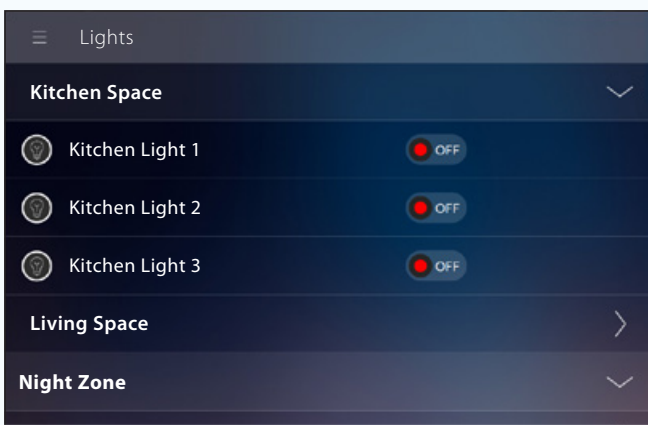 Lights
Kitchen Space
Kitchen Light 1 OFF
Kitchen Light 2 OFF
Kitchen Light 3 OFF
Living Space
Night Zone